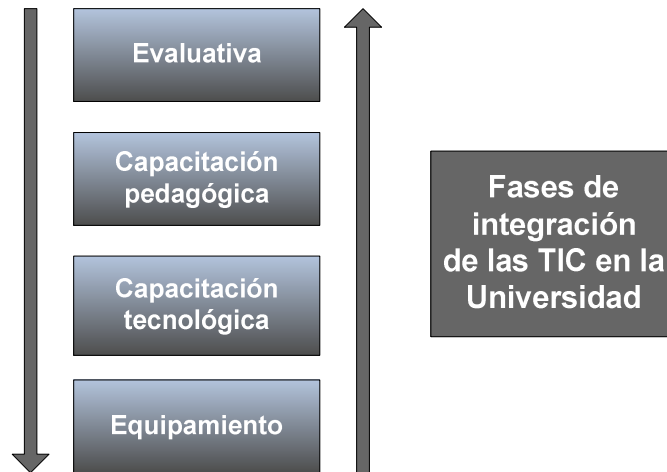 Evaluativa
Capacitación
pedagógica
Capacitación
tecnológica
Equipamiento
Fases de
integración
de las TIC en la
Universidad